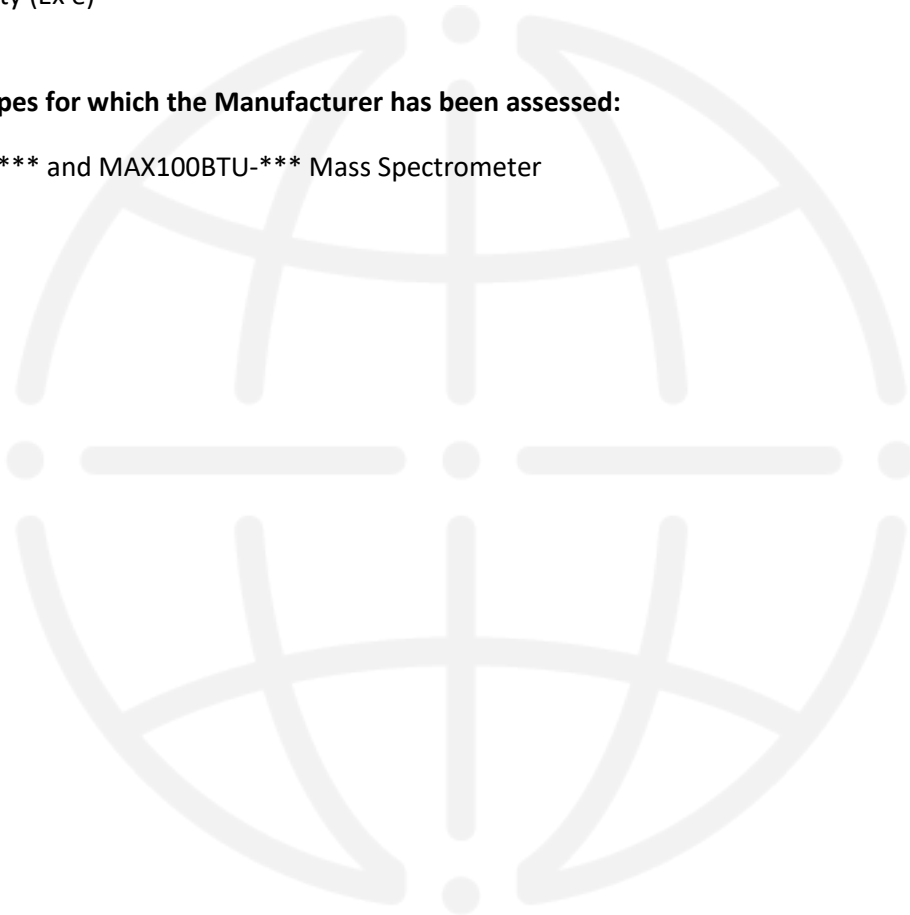 ty (Ex e)
pes for which the Manufacturer has been assessed:
*** and MAX100BTU-*** Mass Spectrometer